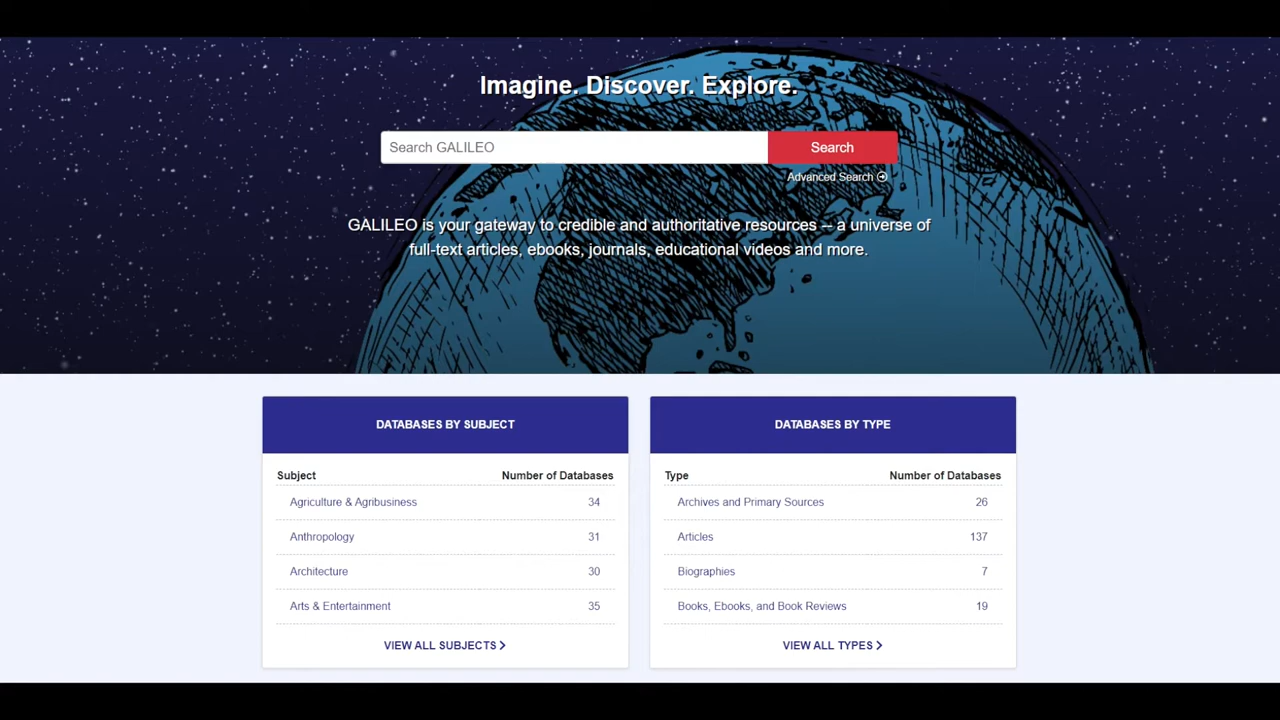 Imagine. Discover. Explore.
Search GALILEO
Search
Advanced Search
GALILEO is your gateway to credible and authoritative resources -- a universe of
full-text articles, ebooks, journals, educational videos and more.
DATABASES BY SUBJECT
Subject Number of Databases
Agriculture & Agribusiness 34
Anthropology 31
Architecture 30
Arts & Entertainment 35
VIEW ALL SUBJECTS
DATABASES BY TYPE
Type Number of Databases
Archives and Primary Sources 26
Articles 137
Biographies 7
Books, Ebooks, and Book Reviews 19
VIEW ALL TYPES